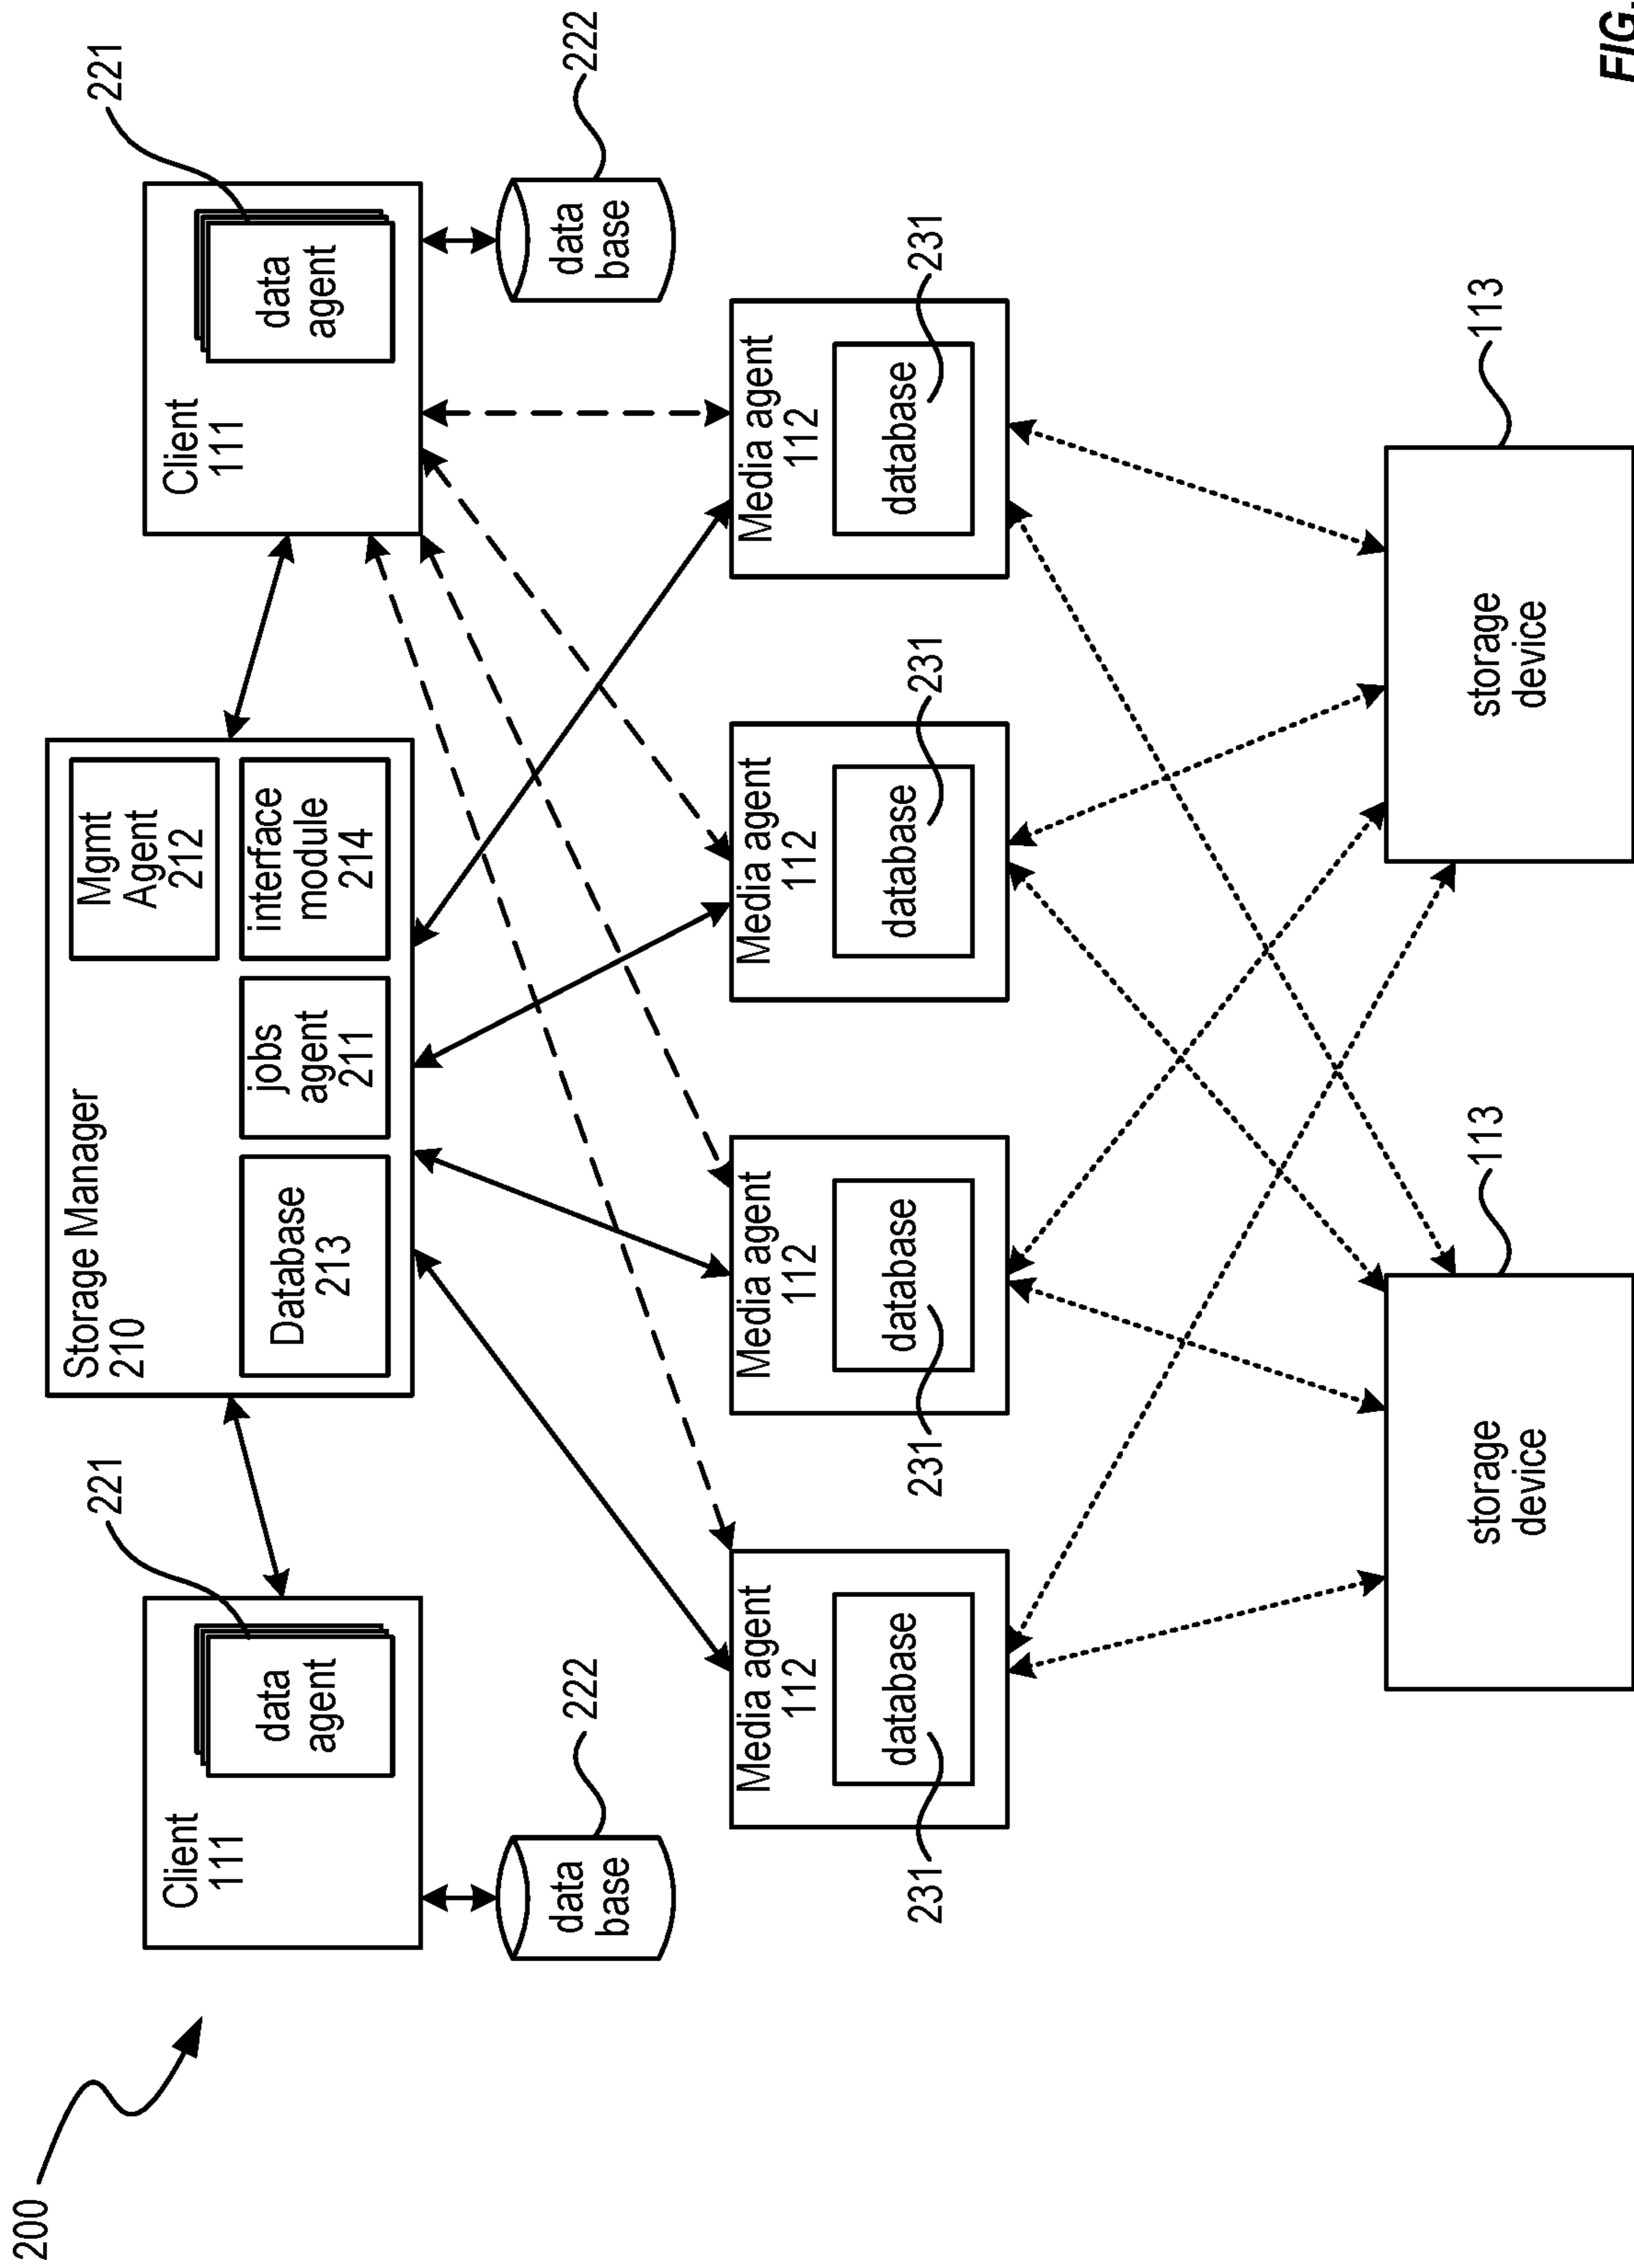 200
Client
111
data
agent
221
data
base
222
Storage Manager
210
Database
213
jobs
agent
211
Mgmt
Agent
212
interface
module
214
Client
111
data
agent
221
data
base
222
Media agent
112
database
231
Media agent
112
database
231
Media agent
112
database
231
Media agent
112
database
231
storage
device
113
storage
device
113
FIG.